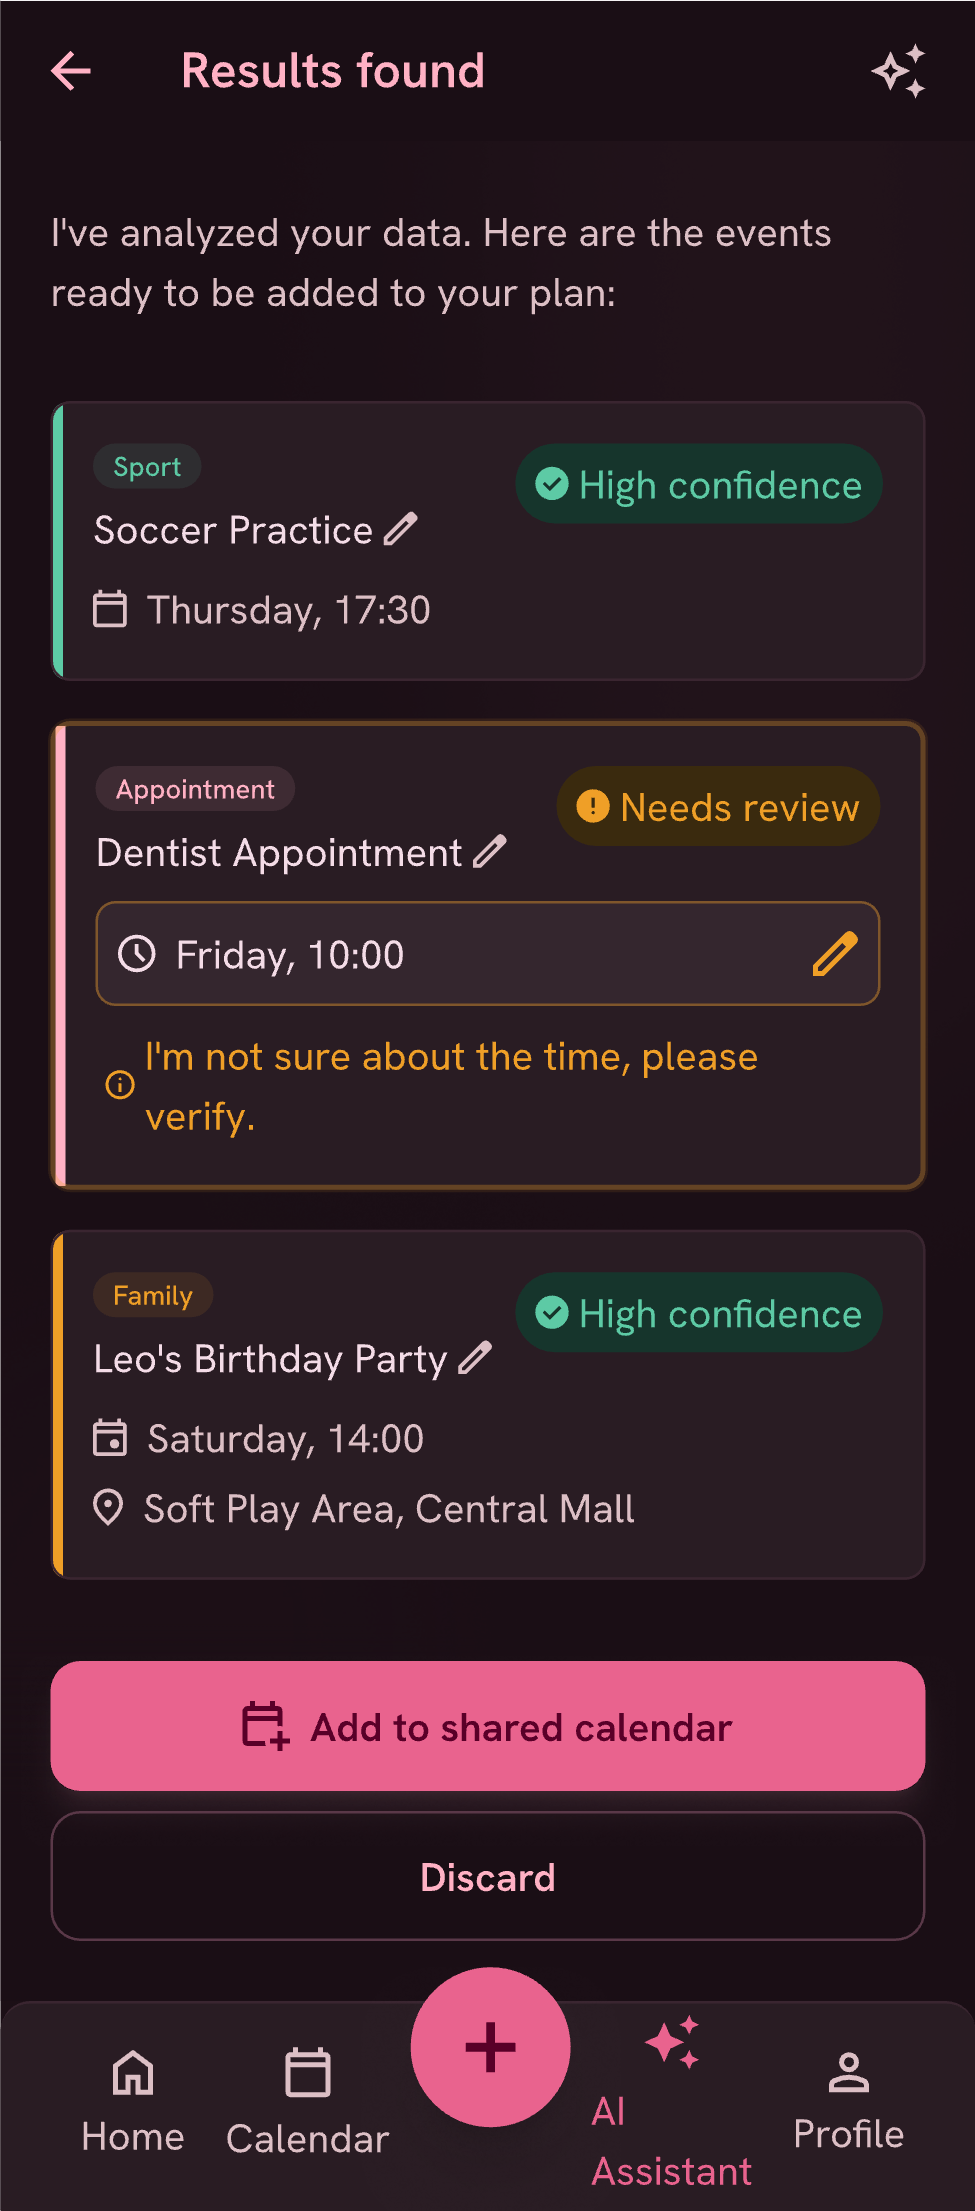 Results found
I've analyzed your data. Here are the events
ready to be added to your plan:
Sport
High confidence
Soccer Practice
Thursday, 17:30
Appointment
Needs review
Dentist Appointment
Friday, 10:00
I'm not sure about the time, please
verify.
Family
High confidence
Leo's Birthday Party
Saturday, 14:00
Soft Play Area, Central Mall
Add to shared calendar
Discard
Home
Calendar
AI
Assistant
Profile